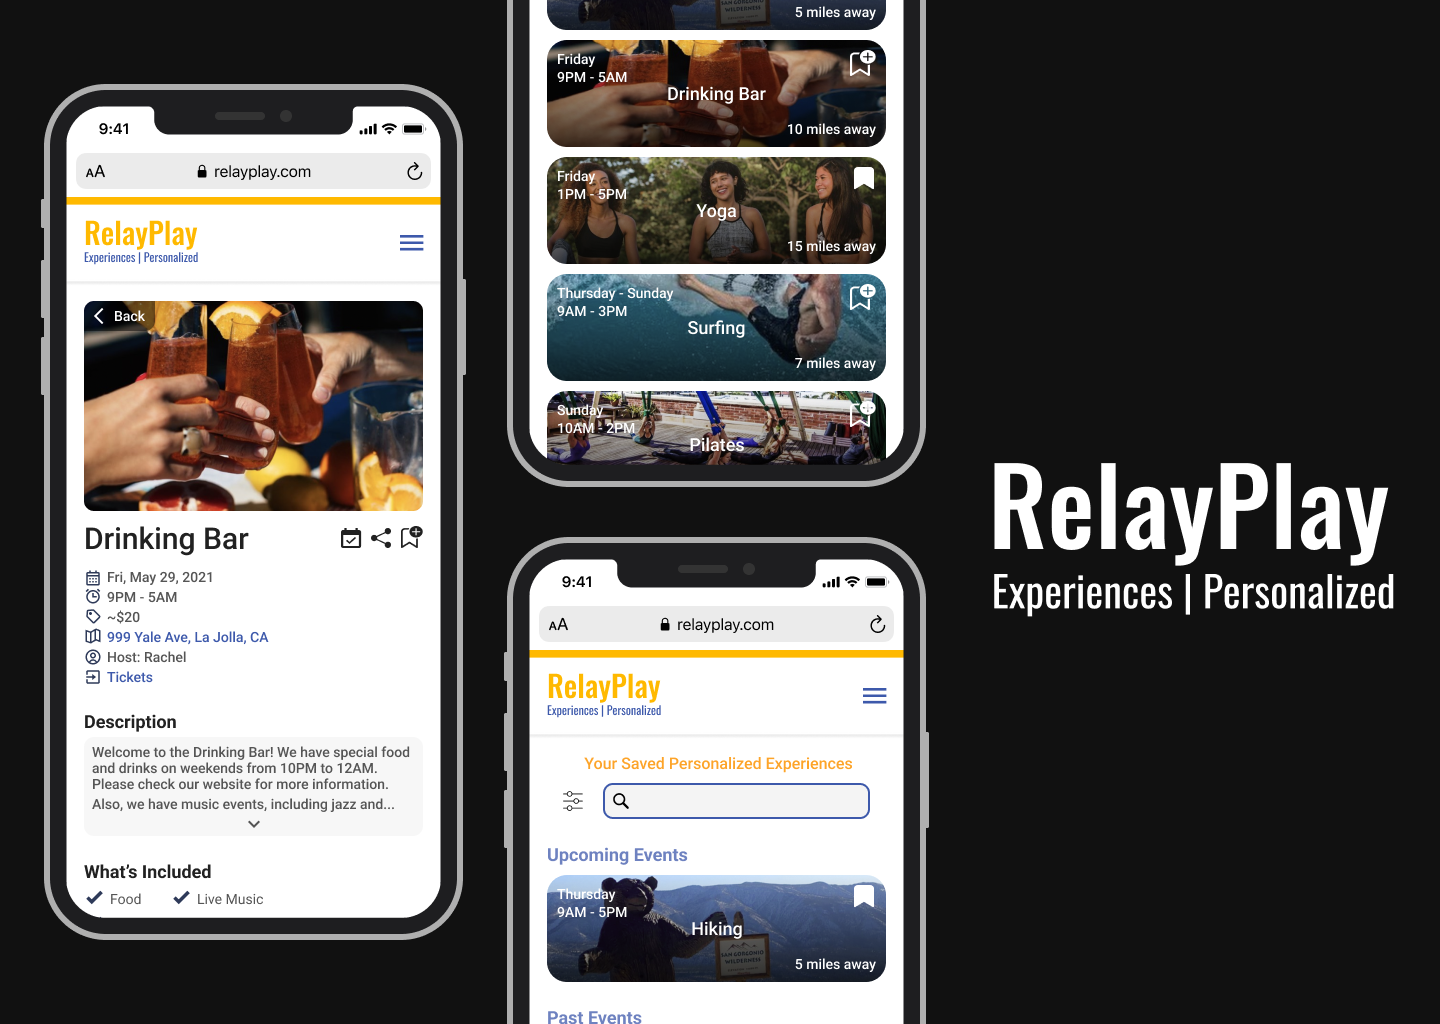 9:41
AA
relayplay.com
RelayPlay
Experiences | Personalized
Back
Drinking Bar
Fri, May 29, 2021
9PM - 5AM
~$20
999 Yale Ave, La Jolla, CA
Host: Rachel
Tickets
Description
Welcome to the Drinking Bar! We have special food
and drinks on weekends from 10PM to 12AM.
Please check our website for more information.
Also, we have music events, including jazz and...
What’s Included
Food
Live Music
5 miles away
Friday
9PM - 5AM
Drinking Bar
10 miles away
Friday
1PM - 5PM
Yoga
15 miles away
Thursday - Sunday
9AM - 3PM
Surfing
7 miles away
Sunday
10AM - 2PM
Pilates
9:41
AA
relayplay.com
RelayPlay
Experiences | Personalized
Your Saved Personalized Experiences
Upcoming Events
Thursday
9AM - 5PM
Hiking
SAN GORGONIO
WILDERNESS
5 miles away
Past Events
RelayPlay
Experiences | Personalized